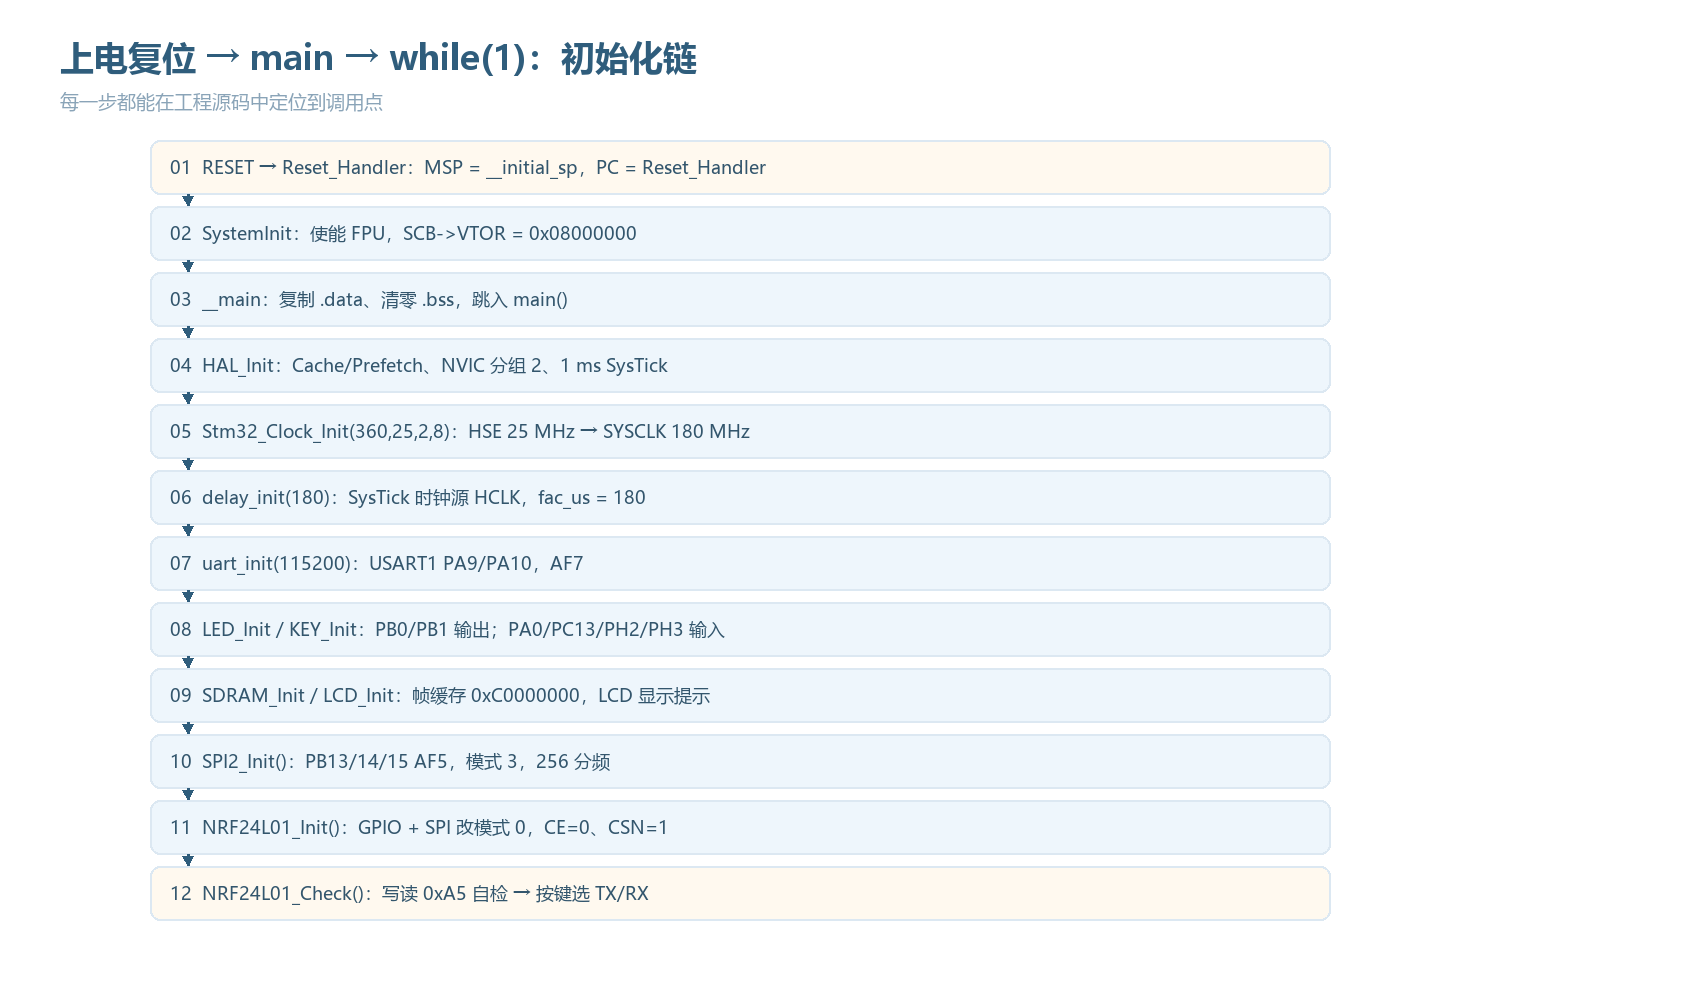 上电复位 → main → while(1)：初始化链
每一步都能在工程源码中定位到调用点
01 RESET → Reset_Handler：MSP = __initial_sp，PC = Reset_Handler
02 SystemInit：使能 FPU，SCB->VTOR = 0x08000000
03 __main：复制 .data、清零 .bss，跳入 main()
04 HAL_Init：Cache/Prefetch、NVIC 分组 2、1 ms SysTick
05 Stm32_Clock_Init(360,25,2,8)：HSE 25 MHz → SYSCLK 180 MHz
06 delay_init(180)：SysTick 时钟源 HCLK，fac_us = 180
07 uart_init(115200)：USART1 PA9/PA10，AF7
08 LED_Init / KEY_Init：PB0/PB1 输出；PA0/PC13/PH2/PH3 输入
09 SDRAM_Init / LCD_Init：帧缓存 0xC0000000，LCD 显示提示
10 SPI2_Init()：PB13/14/15 AF5，模式 3，256 分频
11 NRF24L01_Init()：GPIO + SPI 改模式 0，CE=0、CSN=1
12 NRF24L01_Check()：写读 0xA5 自检 → 按键选 TX/RX